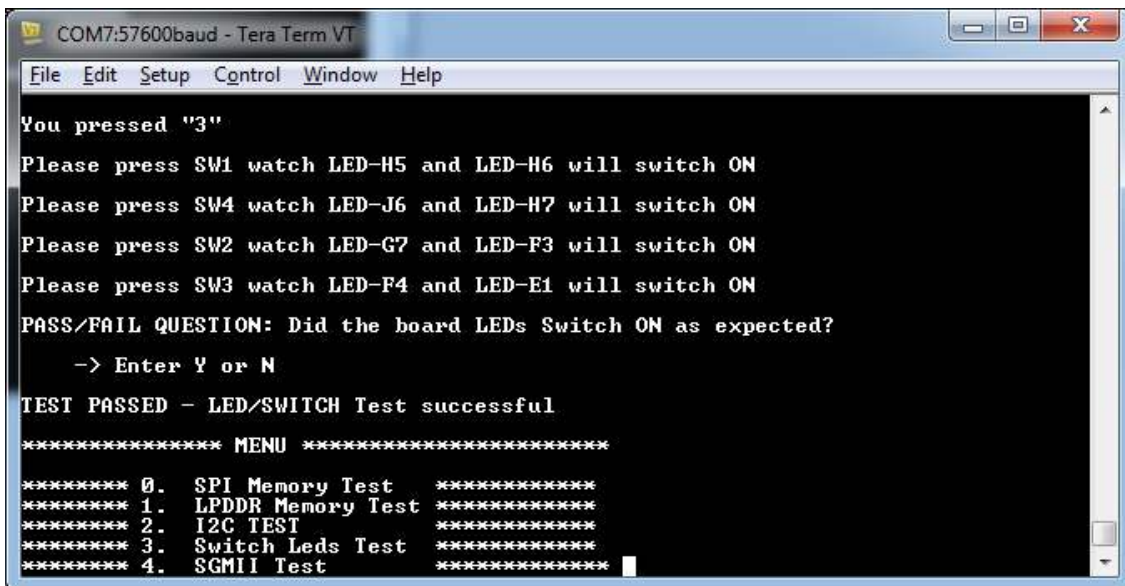 COM7:57600baud - Tera Term VT
File Edit Setup Control Window Help
You pressed "3"
Please press SW1 watch LED-H5 and LED-H6 will switch ON
Please press SW4 watch LED-J6 and LED-H7 will switch ON
Please press SW2 watch LED-G7 and LED-F3 will switch ON
Please press SW3 watch LED-F4 and LED-E1 will switch ON
PASS/FAIL QUESTION: Did the board LEDs Switch ON as expected?
-> Enter Y or N
TEST PASSED - LED/SWITCH Test successful
*************** MENU ***********************
******** 0. SPI Memory Test ************
******** 1. LPDDR Memory Test ************
******** 2. I2C TEST ************
******** 3. Switch Leds Test ************
******** 4. SGMII Test *************